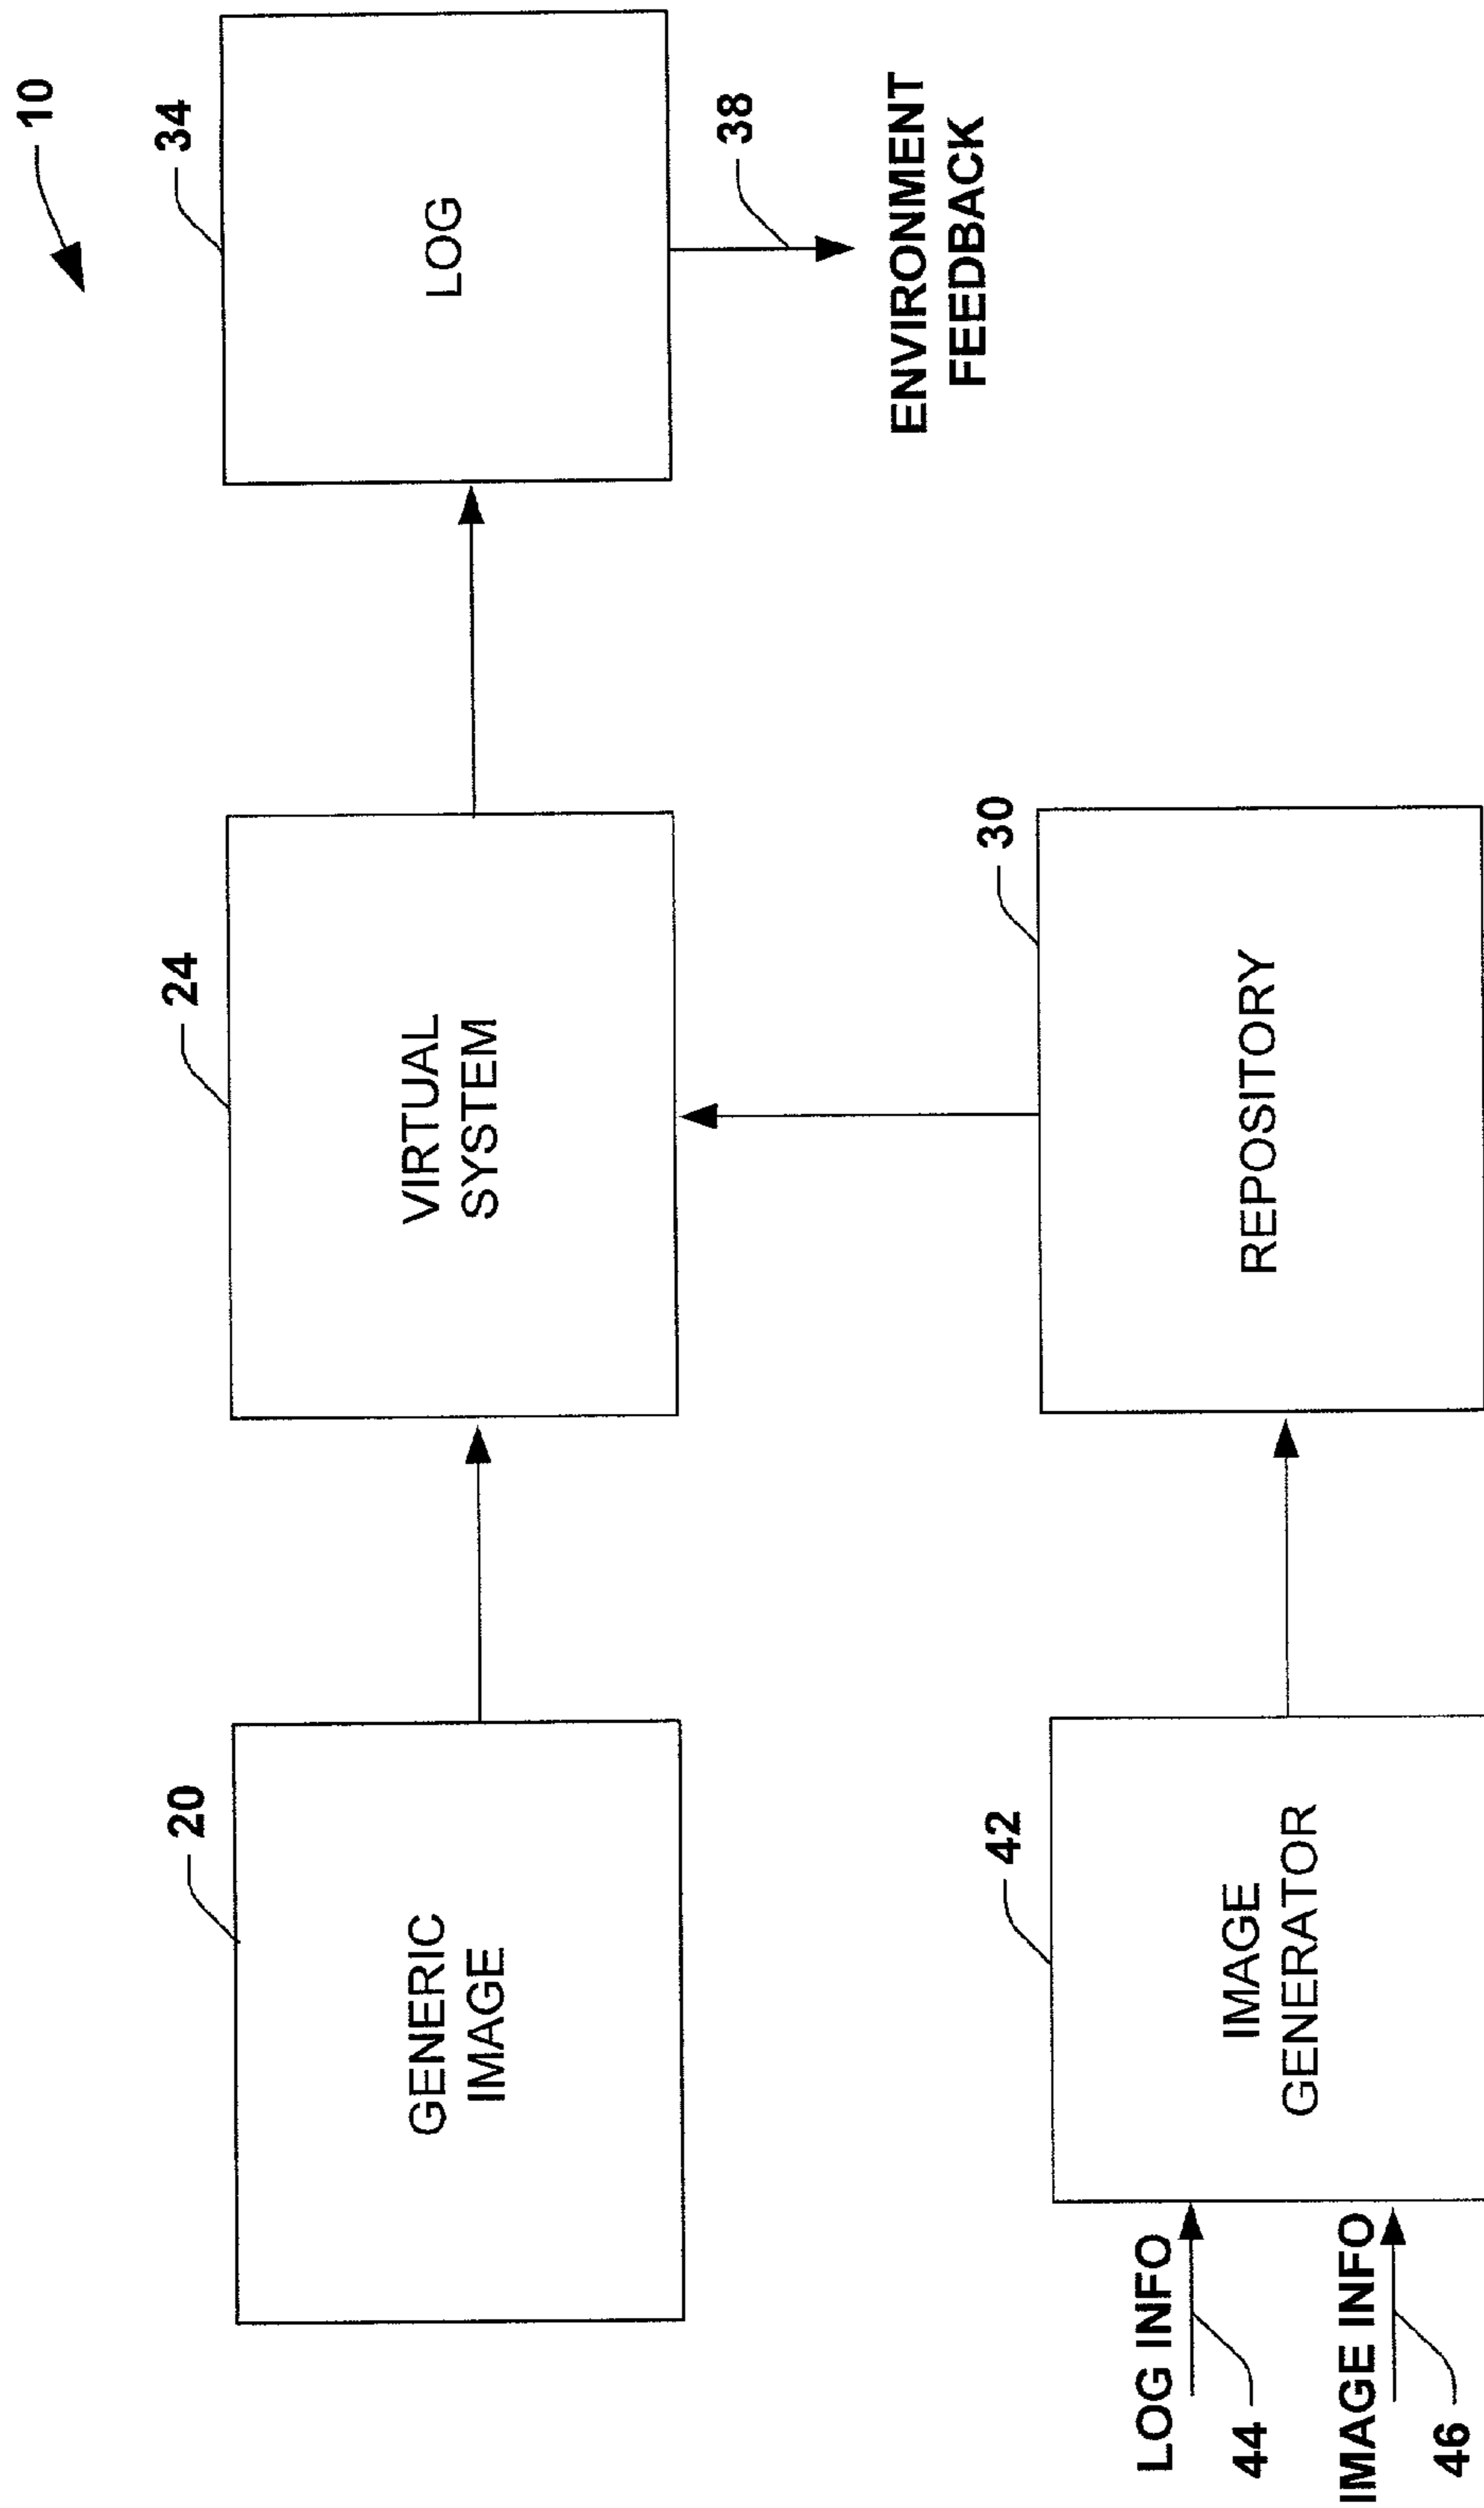 10
20
GENERIC
IMAGE
24
VIRTUAL
SYSTEM
34
LOG
38
ENVIRONMENT
FEEDBACK
LOG INFO
44
IMAGE INFO
46
42
IMAGE
GENERATOR
30
REPOSITORY